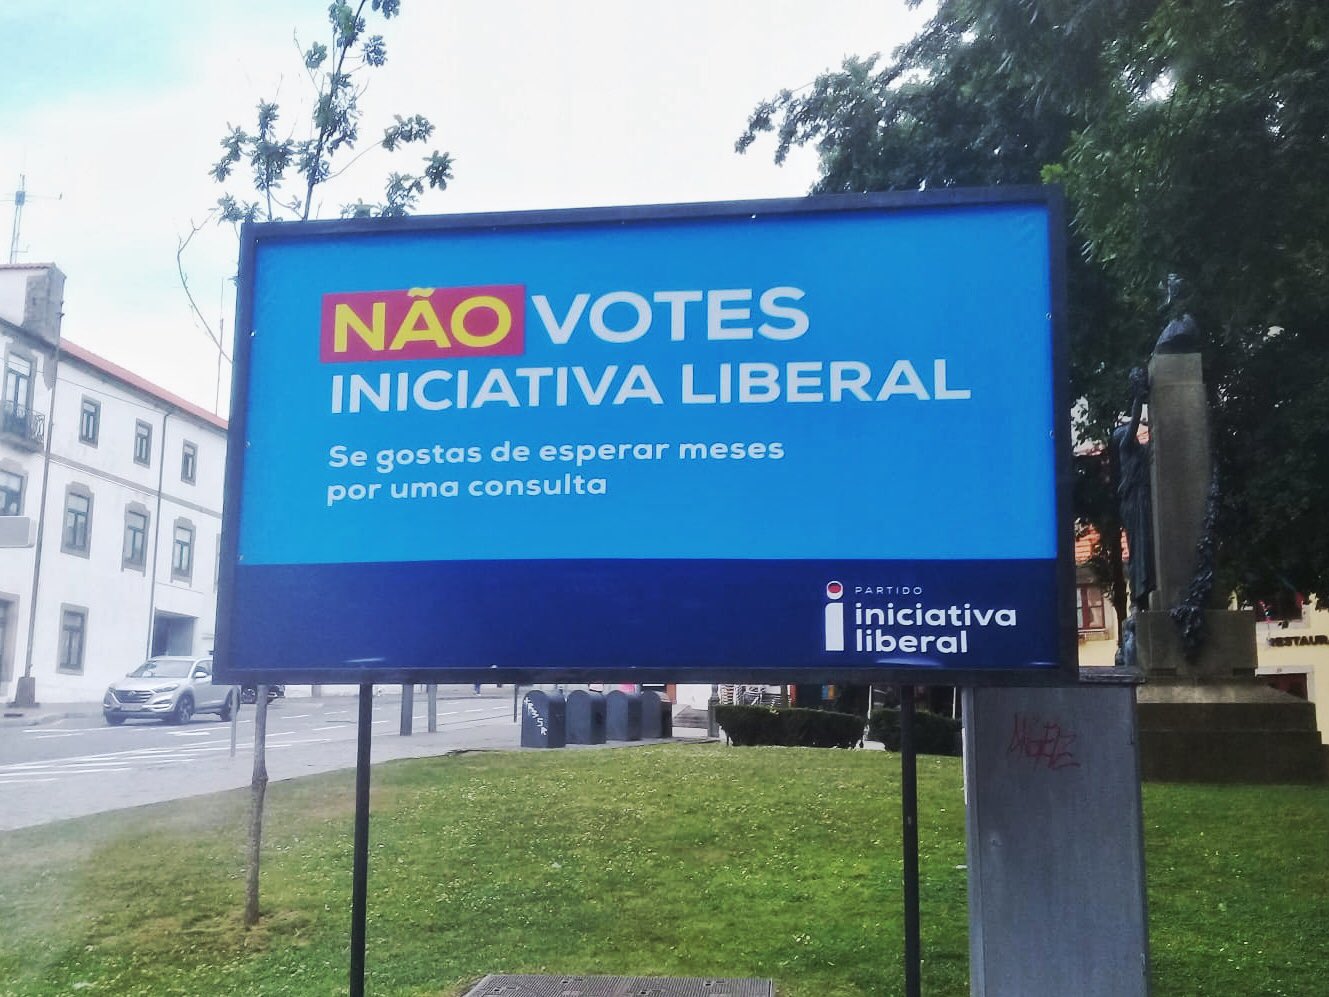 NÃO VOTES
INICIATIVA LIBERAL
Se gostas de esperar meses
por uma consulta
PARTIDO
iniciativa
liberal